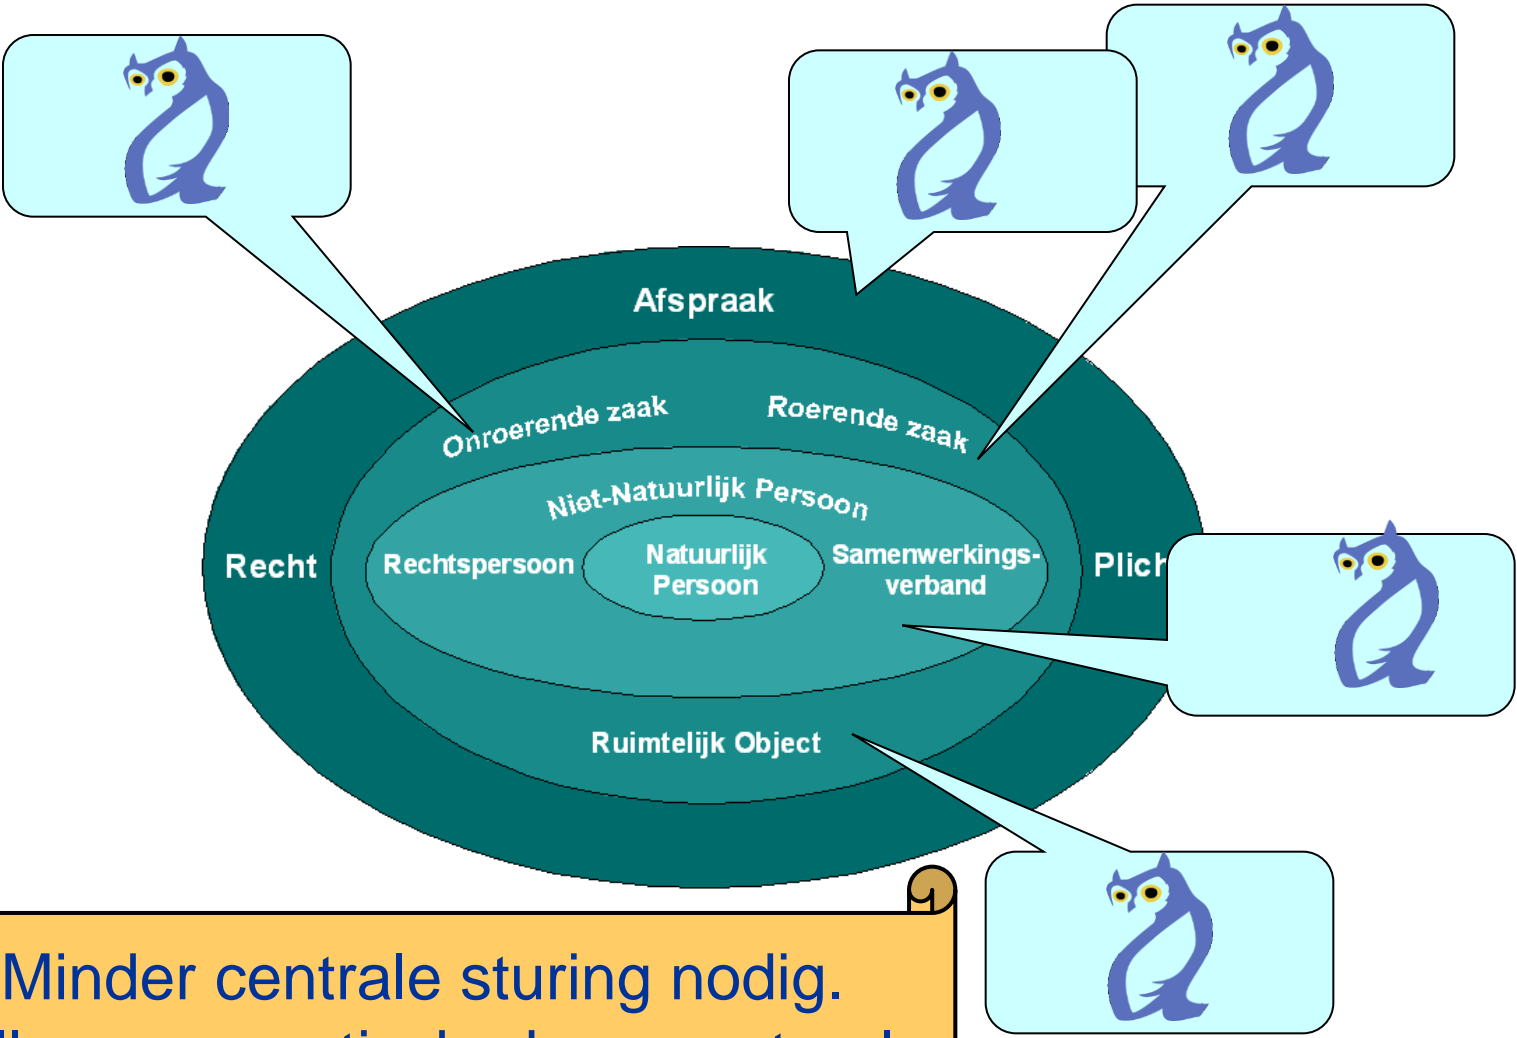 Afspraak
Onroerende zaak
Roerende zaak
Niet-Natuurlijk Persoon
Recht
Rechtspersoon
Natuurlijk
Persoon
Samenwerkings-
verband
Plich
Ruimtelijk Object
Minder centrale sturing nodig.